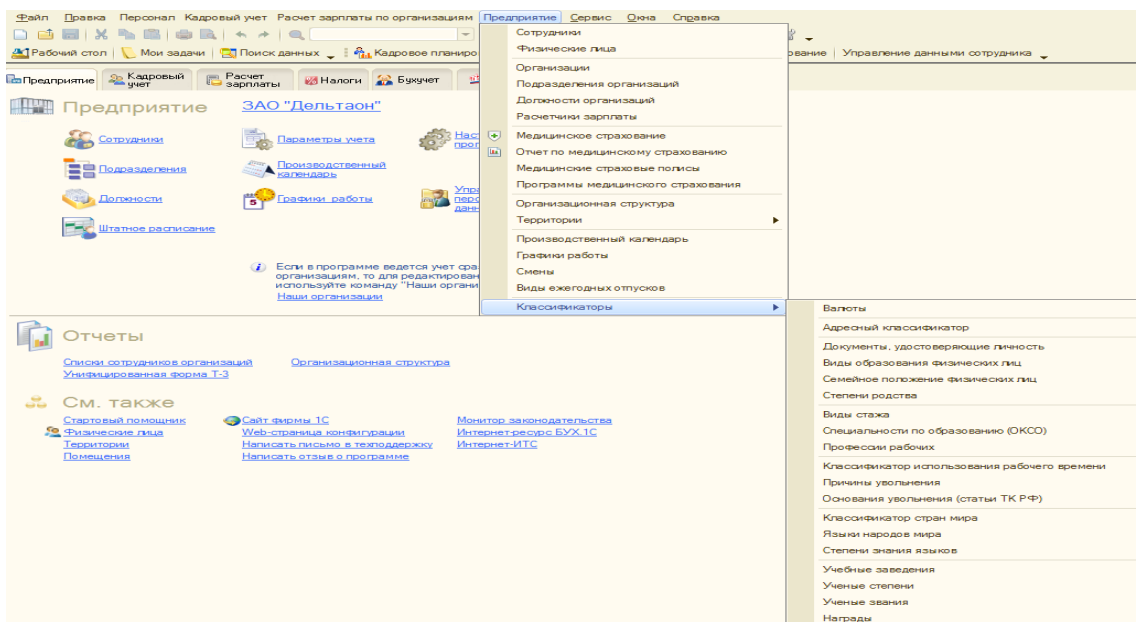 Файл Правка Персонал Кадровый учет Расчет зарплаты по организациям Предприятие Сервис Окна Справка
Рабочий стол Мои задачи Поиск данных Кадровое планиро
вание Управление данными сотрудника
Предприятие Кадровый учет Расчет зарплаты Налоги Бухучет
Предприятие ЗАО "Дельтаон"
Сотрудники Параметры учета Нас
прог
Подразделения Производственный календарь
Должности Графики работы Упра
перс
данн
Штатное расписание
Если в программе ведется учет сра
организациям, то для редактирован
используйте команду "Наши органи
Наши организации
Отчеты
Списки сотрудников организаций Организационная структура
Унифицированная форма Т-3
См. также
Стартовый помощник Сайт фирмы 1С Монитор законодательства
Физические лица Web-страница конфигурации Интернет-ресурс БУХ.1С
Территории Написать письмо в техподдержку Интернет-ИТС
Помещения Написать отзыв о программе
Сотрудники
Физические лица
Организации
Подразделения организаций
Должности организаций
Расчетчики зарплаты
Медицинское страхование
Отчет по медицинскому страхованию
Медицинские страховые полисы
Программы медицинского страхования
Организационная структура
Территории
Производственный календарь
Графики работы
Смены
Виды ежегодных отпусков
Классификаторы
Валюты
Адресный классификатор
Документы, удостоверяющие личность
Виды образования физических лиц
Семейное положение физических лиц
Степени родства
Виды стажа
Специальности по образованию (ОКСО)
Профессии рабочих
Классификатор использования рабочего времени
Причины увольнения
Основания увольнения (статьи ТК РФ)
Классификатор стран мира
Языки народов мира
Степени знания языков
Учебные заведения
Ученые степени
Ученые звания
Награды